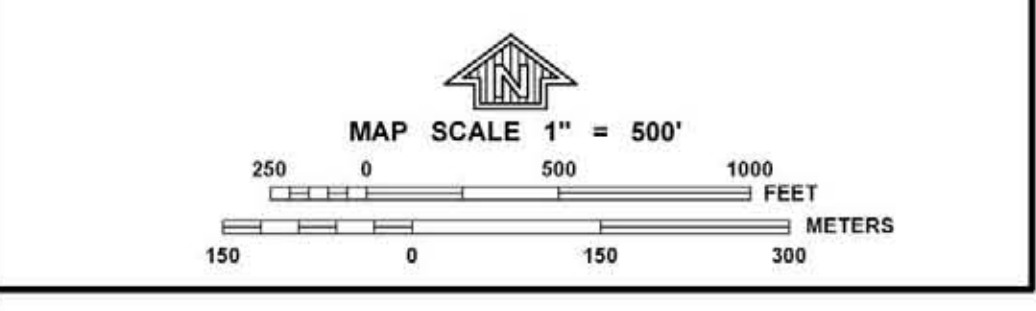 N
MAP SCALE 1" = 500'
250 0 500 1000
FEET
METERS
150 0 150 300